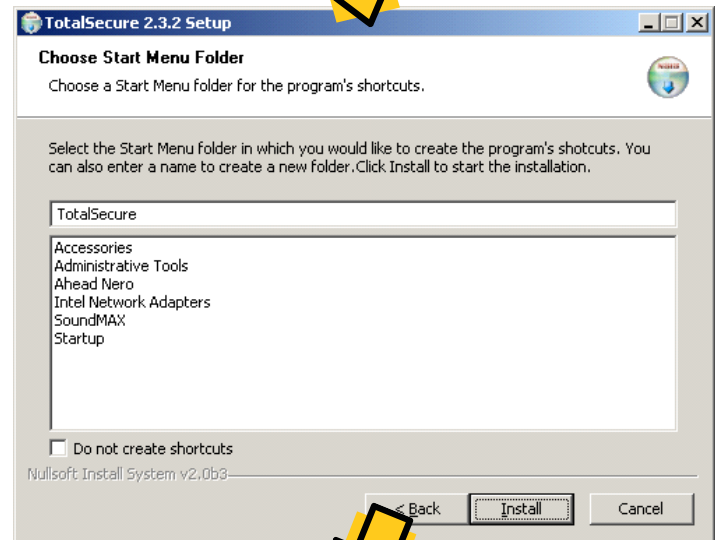 TotalSecure 2.3.2 Setup
Choose Start Menu Folder
Choose a Start Menu folder for the program's shortcuts.
Select the Start Menu folder in which you would like to create the program's shotcuts. You
can also enter a name to create a new folder.Click Install to start the installation.
TotalSecure
Accessories
Administrative Tools
Ahead Nero
Intel Network Adapters
SoundMAX
Startup
Do not create shortcuts
Nullsoft Install System v2.0b3
< Back Install Cancel